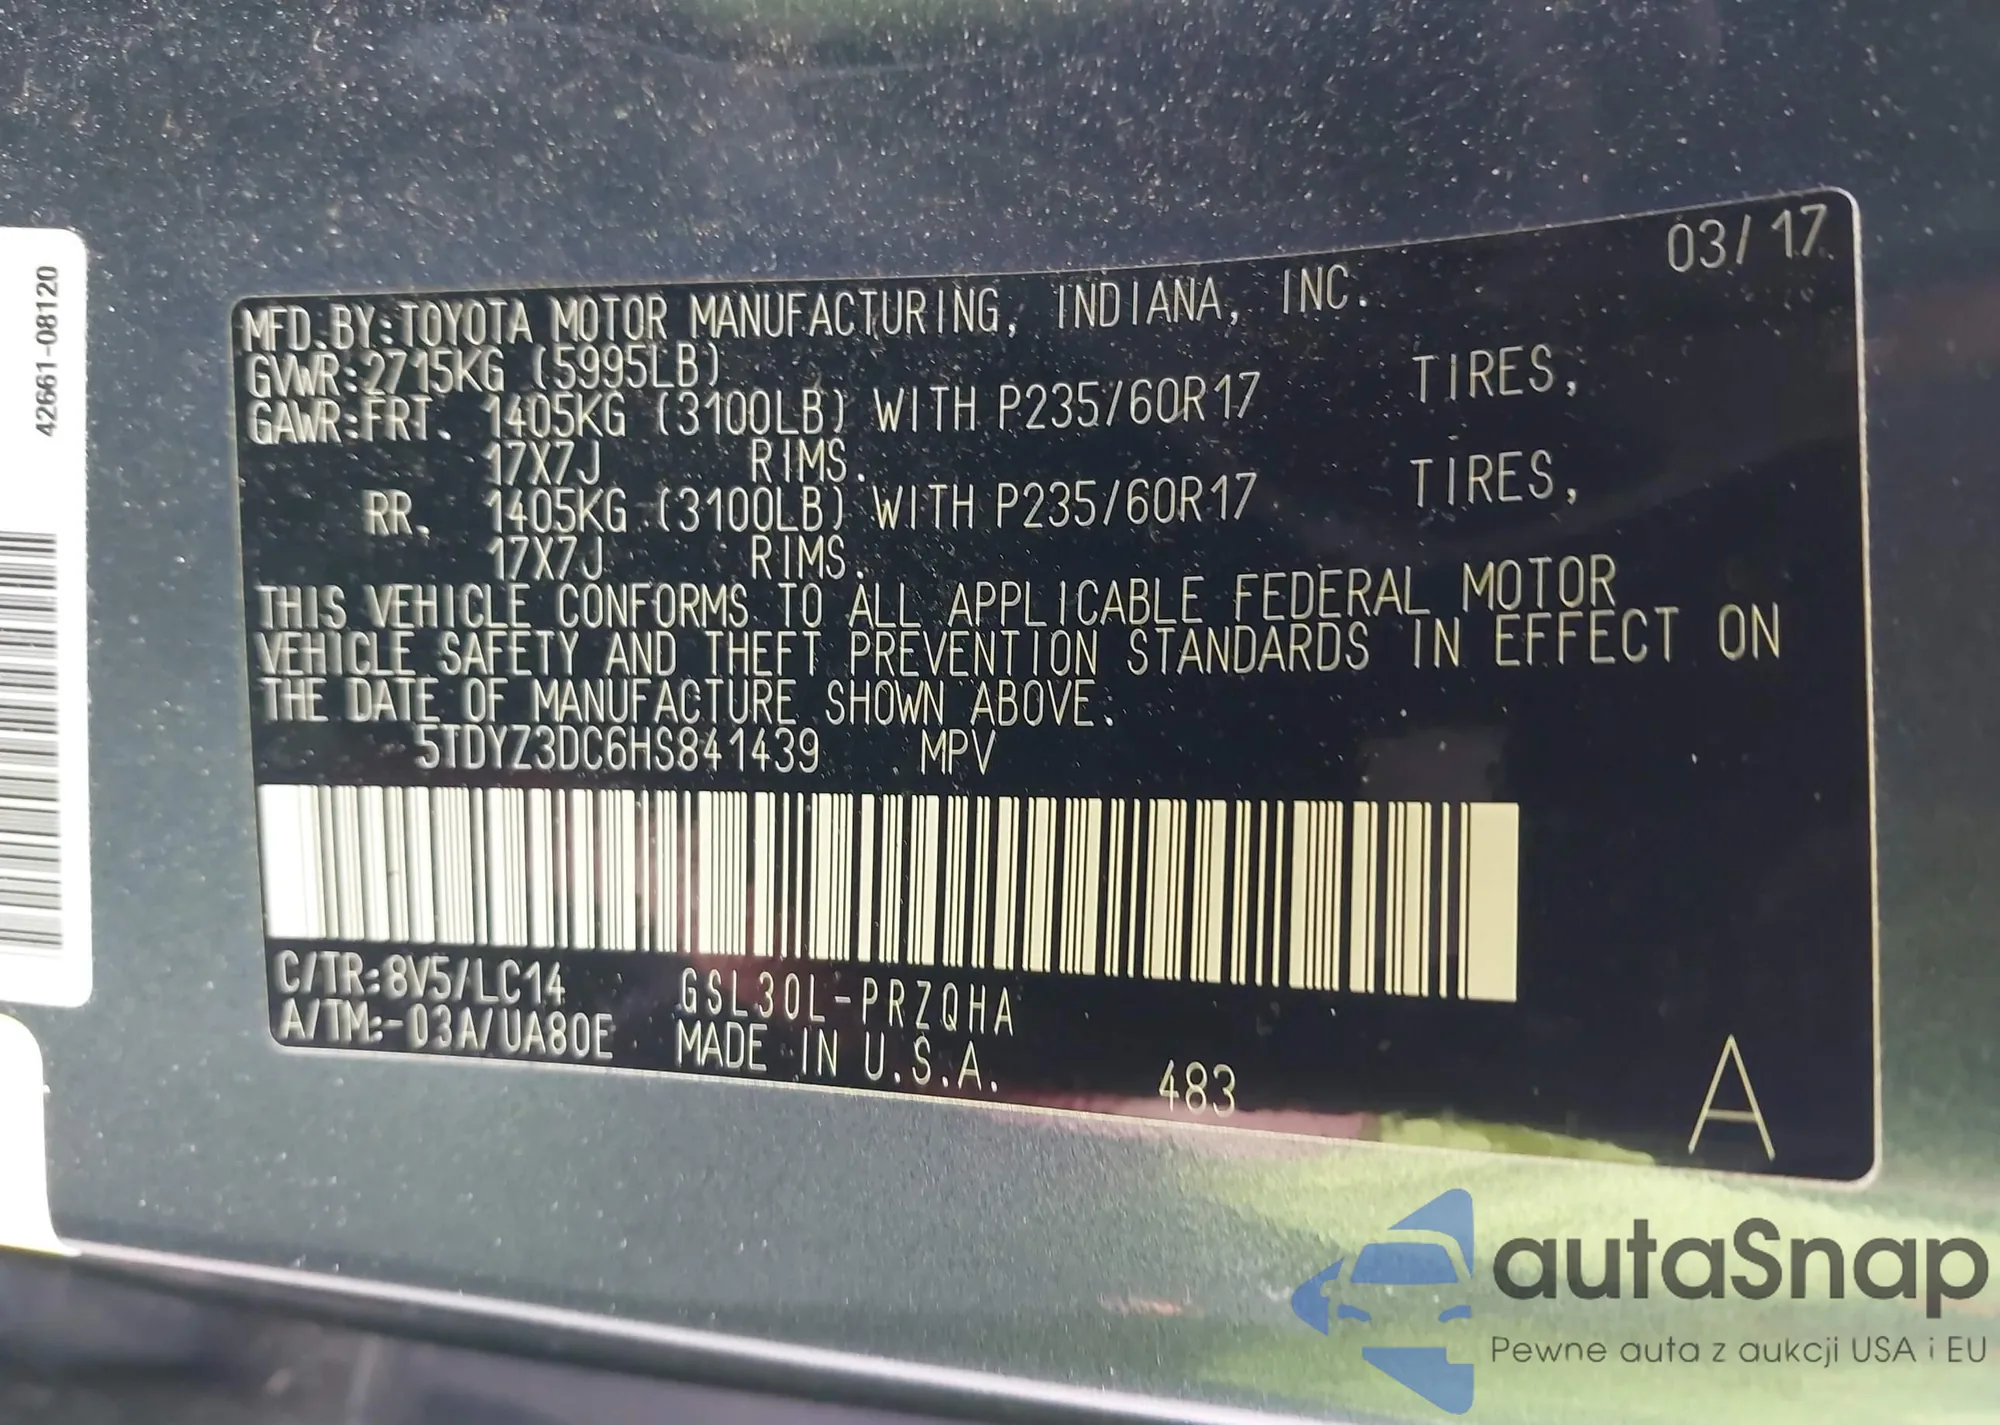 03/17
MFD.BY:TOYOTA MOTOR MANUFACTURING, INDIANA, INC.
GVWR:2715KG (5995LB)
GAWR:FRT. 1405KG (3100LB) WITH P235/60R17 TIRES,
17X7J RIMS.
RR. 1405KG (3100LB) WITH P235/60R17 TIRES,
17X7J RIMS.
THIS VEHICLE CONFORMS TO ALL APPLICABLE FEDERAL MOTOR
VEHICLE SAFETY AND THEFT PREVENTION STANDARDS IN EFFECT ON
THE DATE OF MANUFACTURE SHOWN ABOVE.
5TDYZ3DC6HS841439 MPV
C/TR:8V5/LC14 GSL30L-PRZQHA
A/TM:-03A/UA80E MADE IN U.S.A. 483
A
42661-08120
autaSnap
Pewne auta z aukcji USA i EU